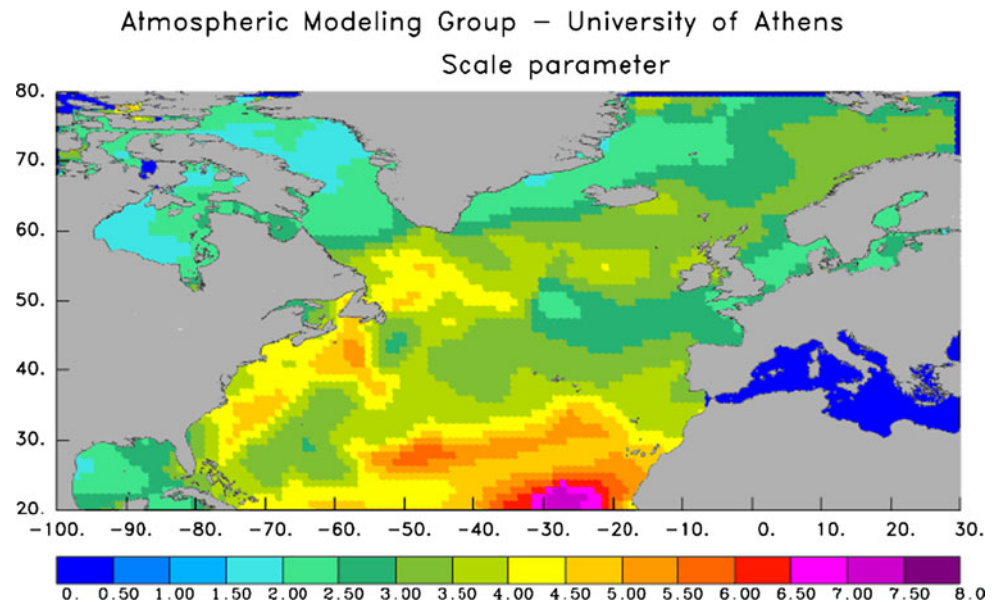 Atmospheric Modeling Group – University of Athens
Scale parameter
80.
70.
60.
50.
40.
30.
20.
-100. -90. -80. -70. -60. -50. -40. -30. -20. -10. 0. 10. 20. 30.
0. 0.50 1.00 1.50 2.00 2.50 3.00 3.50 4.00 4.50 5.00 6.00 6.50 7.00 7.50 8.0